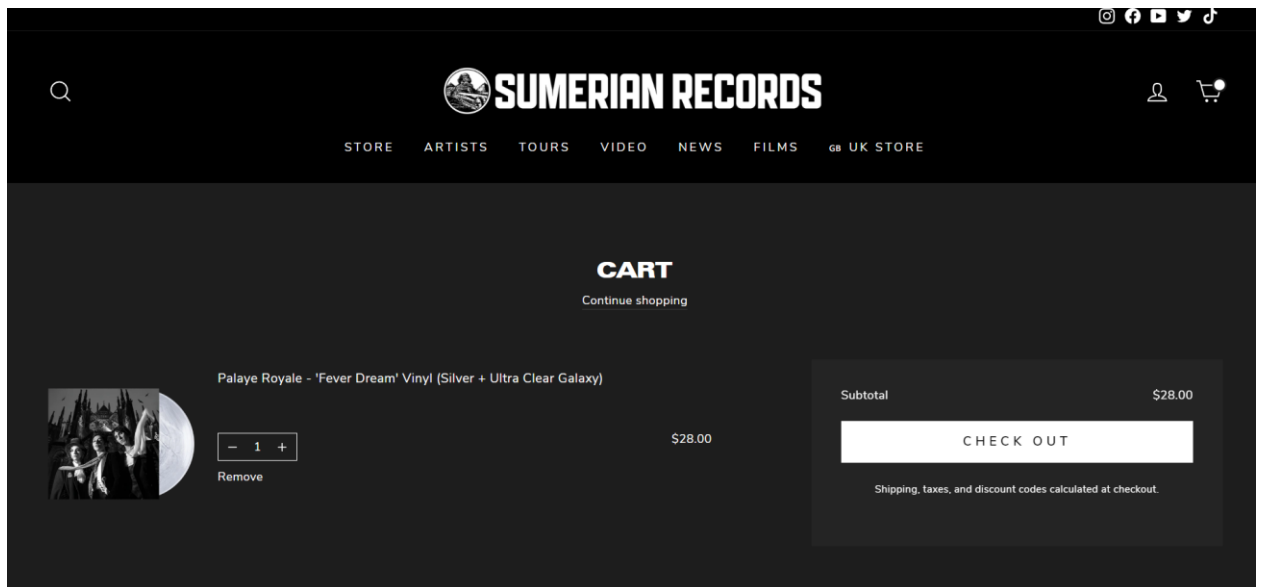 SUMERIAN RECORDS
STORE ARTISTS TOURS VIDEO NEWS FILMS GB UK STORE
CART
Continue shopping
Palaye Royale - 'Fever Dream' Vinyl (Silver + Ultra Clear Galaxy)
− 1 +
$28.00
Remove
Subtotal $28.00
CHECK OUT
Shipping, taxes, and discount codes calculated at checkout.